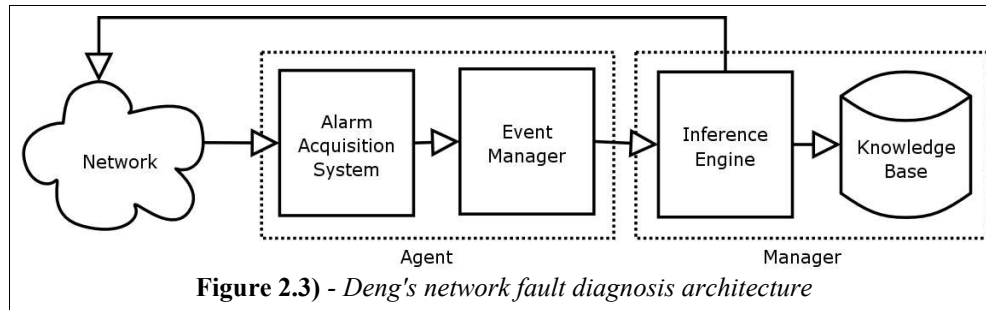 Network
Alarm
Acquisition
System
Event
Manager
Inference
Engine
Knowledge
Base
Agent
Manager
Figure 2.3) - Deng's network fault diagnosis architecture